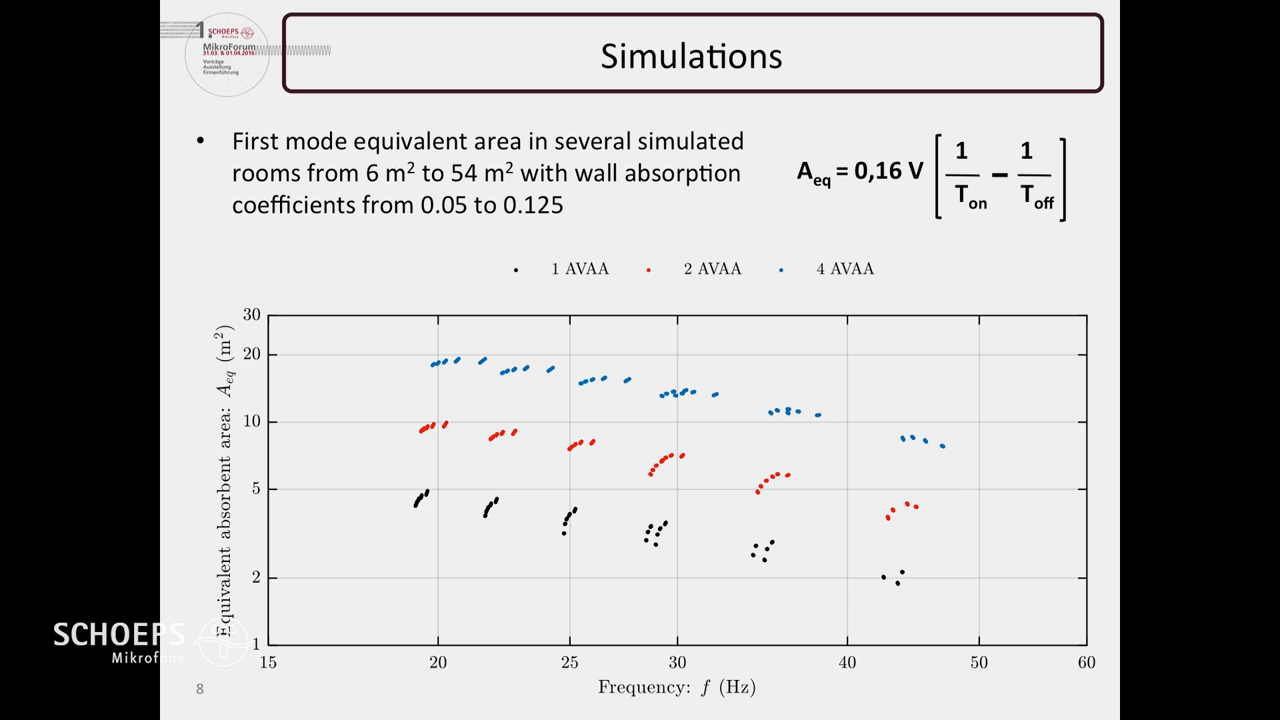 1.
SCHOEPS
Mikrofone
MikroForum
31.03. & 01.04.2016
Vorträge
Ausstellung
Firmenführung
Simulations
• First mode equivalent area in several simulated
rooms from 6 m² to 54 m² with wall absorption
coefficients from 0.05 to 0.125
A_eq = 0,16 V [ 1/T_on − 1/T_off ]
1 AVAA 2 AVAA 4 AVAA
Equivalent absorbent area: A_eq (m²)
30
20
10
5
2
1
15 20 25 30 40 50 60
Frequency: f (Hz)
SCHOEPS
Mikrofone
8